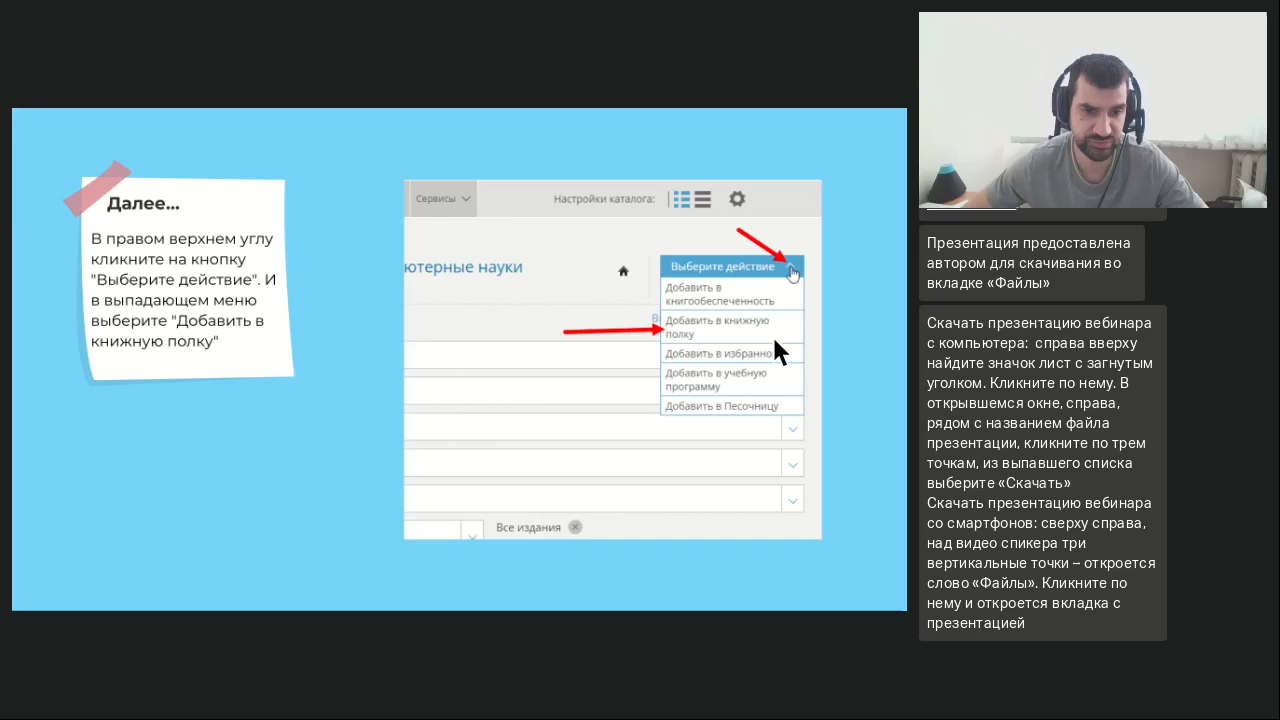 Далее...
В правом верхнем углу
кликните на кнопку
"Выберите действие". И
в выпадающем меню
выберите "Добавить в
книжную полку"
Сервисы
Настройки каталога:
ютерные науки
Выберите действие
Добавить в
книгообеспеченность
Добавить в книжную
полку
Добавить в избранно
Добавить в учебную
программу
Добавить в Песочницу
Все издания
Презентация предоставлена
автором для скачивания во
вкладке «Файлы»
Скачать презентацию вебинара
с компьютера: справа вверху
найдите значок лист с загнутым
уголком. Кликните по нему. В
открывшемся окне, справа,
рядом с названием файла
презентации, кликните по трем
точкам, из выпавшего списка
выберите «Скачать»
Скачать презентацию вебинара
со смартфонов: сверху справа,
над видео спикера три
вертикальные точки – откроется
слово «Файлы». Кликните по
нему и откроется вкладка с
презентацией